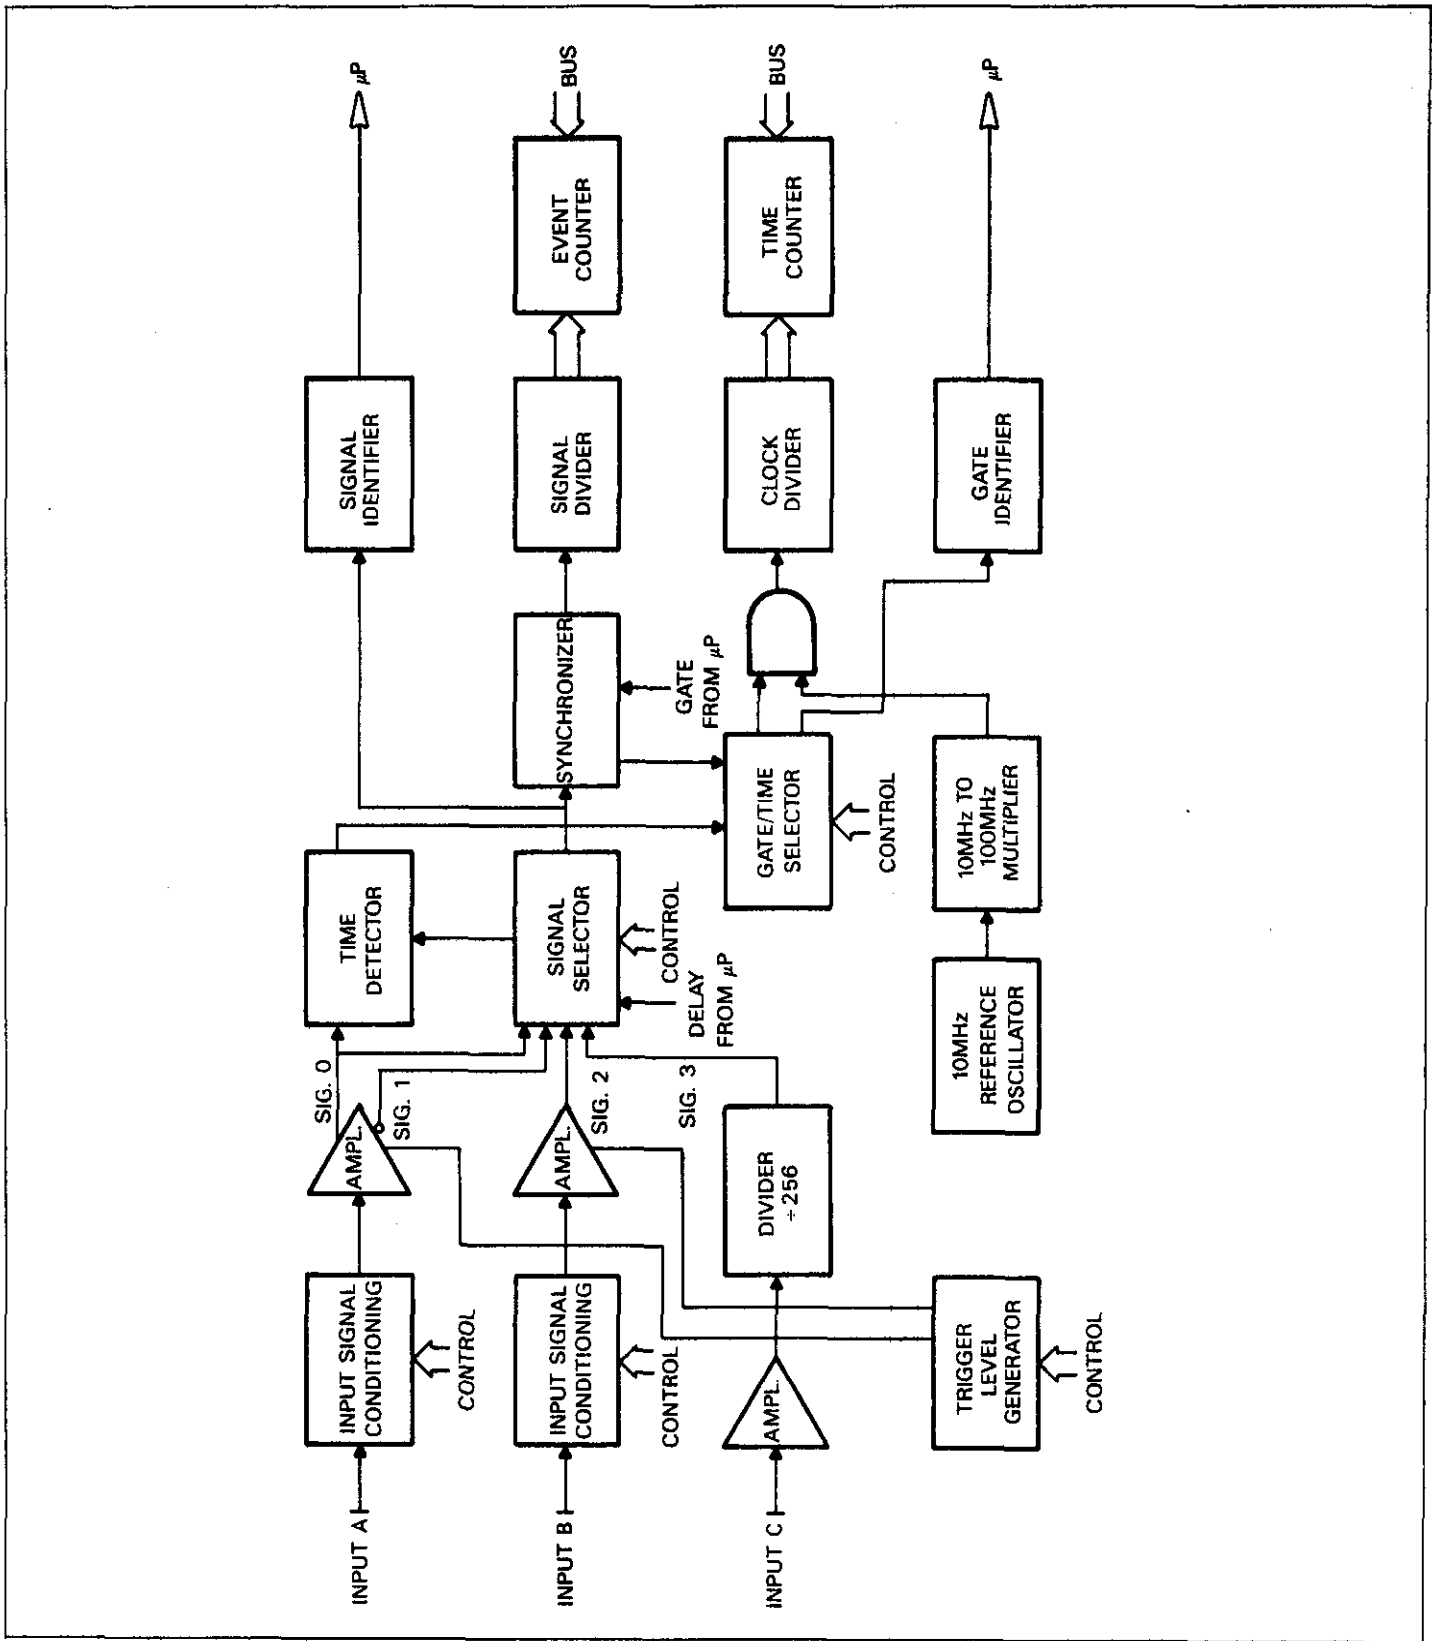 INPUT A
INPUT SIGNAL
CONDITIONING
CONTROL
AMPL.
SIG. 0
SIG. 1
TIME
DETECTOR
SIGNAL
IDENTIFIER
μP
INPUT B
INPUT SIGNAL
CONDITIONING
CONTROL
AMPL.
SIG. 2
SIG. 3
SIGNAL
SELECTOR
DELAY
FROM μP
CONTROL
SYNCHRONIZER
GATE
FROM μP
SIGNAL
DIVIDER
EVENT
COUNTER
BUS
INPUT C
AMPL.
DIVIDER
÷256
GATE/TIME
SELECTOR
CONTROL
CLOCK
DIVIDER
TIME
COUNTER
BUS
TRIGGER
LEVEL
GENERATOR
CONTROL
10MHz
REFERENCE
OSCILLATOR
10MHz TO
100MHz
MULTIPLIER
GATE
IDENTIFIER
μP